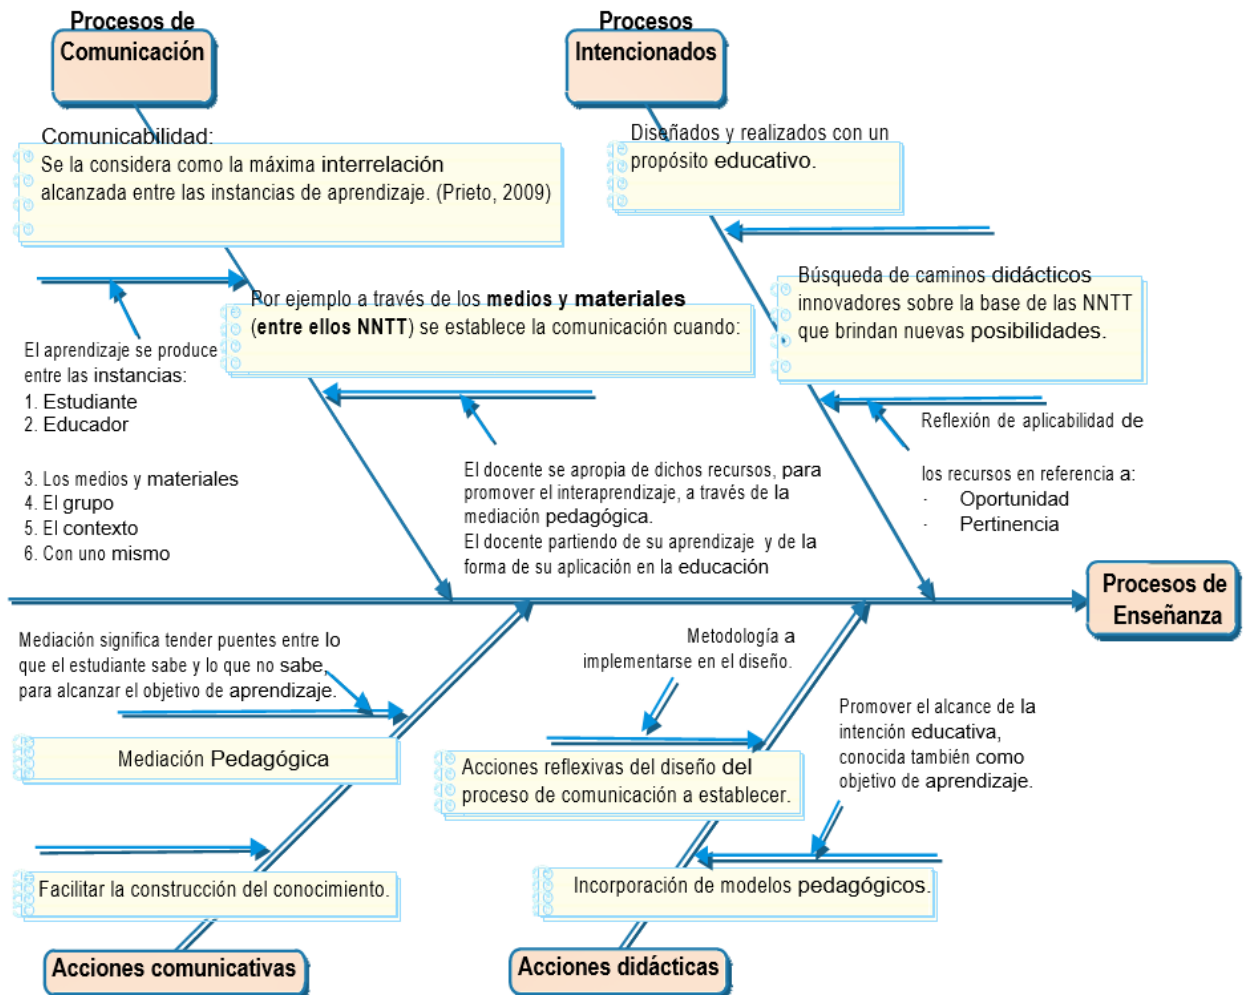 Procesos de
Comunicación
Procesos
Intencionados
Comunicabilidad:
Se la considera como la máxima interrelación
alcanzada entre las instancias de aprendizaje. (Prieto, 2009)
Diseñados y realizados con un
propósito educativo.
Por ejemplo a través de los medios y materiales
(entre ellos NNTT) se establece la comunicación cuando:
Búsqueda de caminos didácticos
innovadores sobre la base de las NNTT
que brindan nuevas posibilidades.
El aprendizaje se produce
entre las instancias:
1. Estudiante
2. Educador
3. Los medios y materiales
4. El grupo
5. El contexto
6. Con uno mismo
El docente se apropia de dichos recursos, para
promover el interaprendizaje, a través de la
mediación pedagógica.
El docente partiendo de su aprendizaje y de la
forma de su aplicación en la educación
Reflexión de aplicabilidad de
los recursos en referencia a:
- Oportunidad
- Pertinencia
Procesos de
Enseñanza
Mediación significa tender puentes entre lo
que el estudiante sabe y lo que no sabe,
para alcanzar el objetivo de aprendizaje.
Mediación Pedagógica
Facilitar la construcción del conocimiento.
Acciones comunicativas
Metodología a
implementarse en el diseño.
Acciones reflexivas del diseño del
proceso de comunicación a establecer.
Promover el alcance de la
intención educativa,
conocida también como
objetivo de aprendizaje.
Incorporación de modelos pedagógicos.
Acciones didácticas